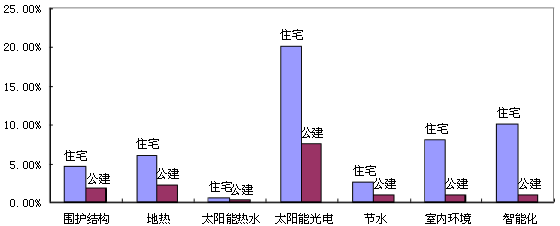 25.00%
20.00%
15.00%
10.00%
5.00%
0.00%
住宅 公建
住宅 公建
住宅 公建
住宅 公建
住宅 公建
住宅 公建
住宅 公建
围护结构 地热 太阳能热水 太阳能光电 节水 室内环境 智能化